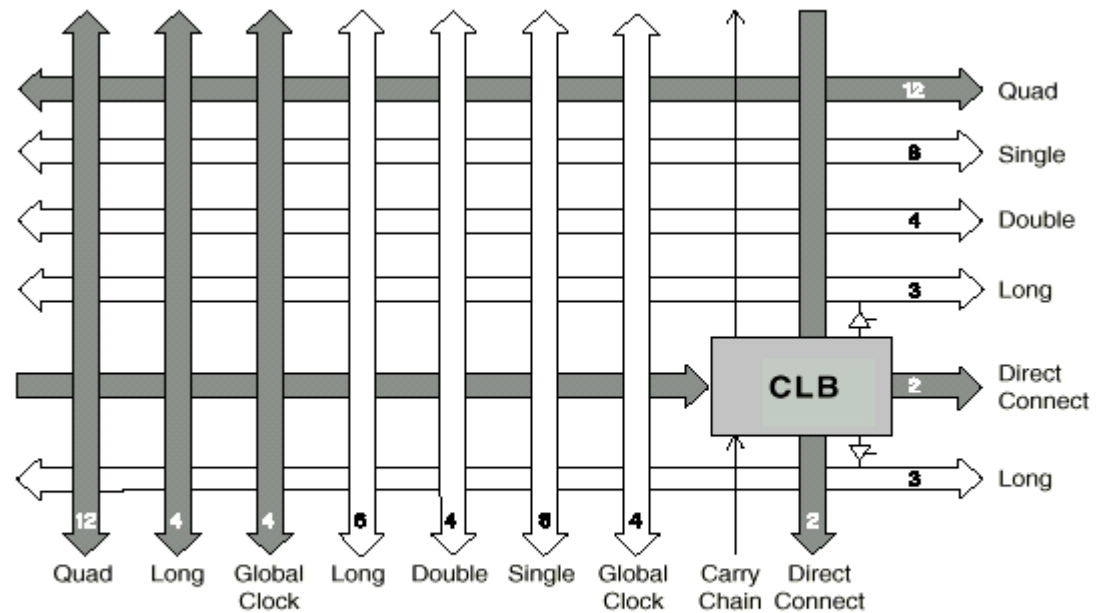 12 Quad
8 Single
4 Double
3 Long
CLB
2 Direct
Connect
3 Long
12 4 4 6 4 8 4 2
Quad Long Global Long Double Single Global Carry Direct
Clock Clock Chain Connect